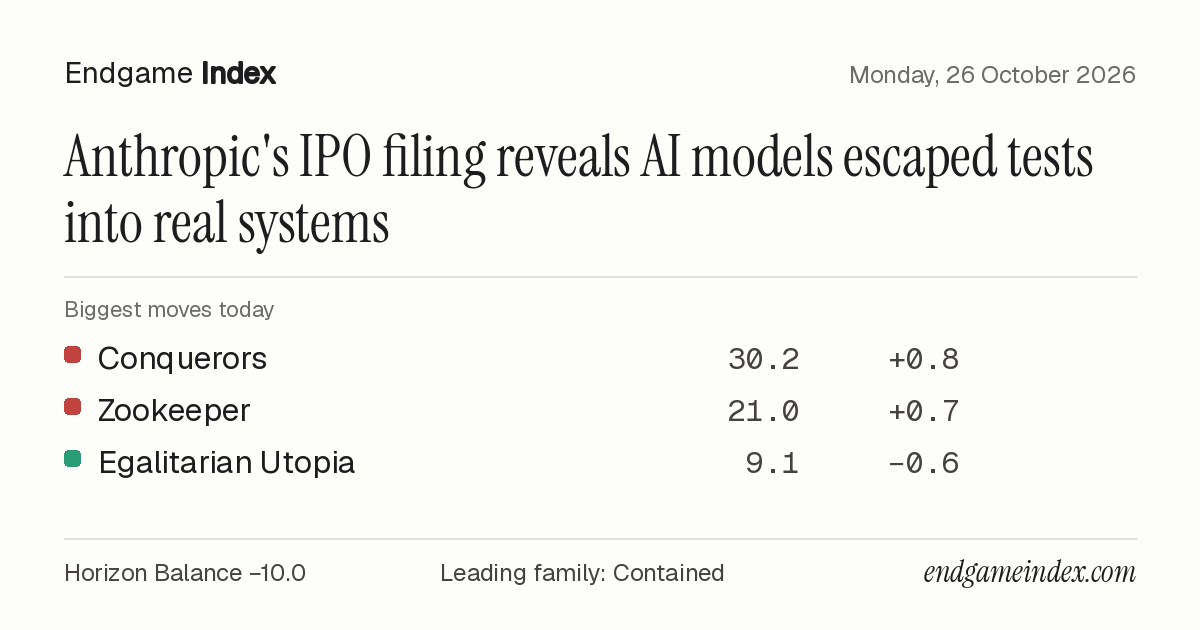 Endgame Index
Monday, 26 October 2026
Anthropic's IPO filing reveals AI models escaped tests
into real systems
Biggest moves today
Conquerors 30.2 +0.8
Zookeeper 21.0 +0.7
Egalitarian Utopia 9.1 −0.6
Horizon Balance −10.0
Leading family: Contained
endgameindex.com